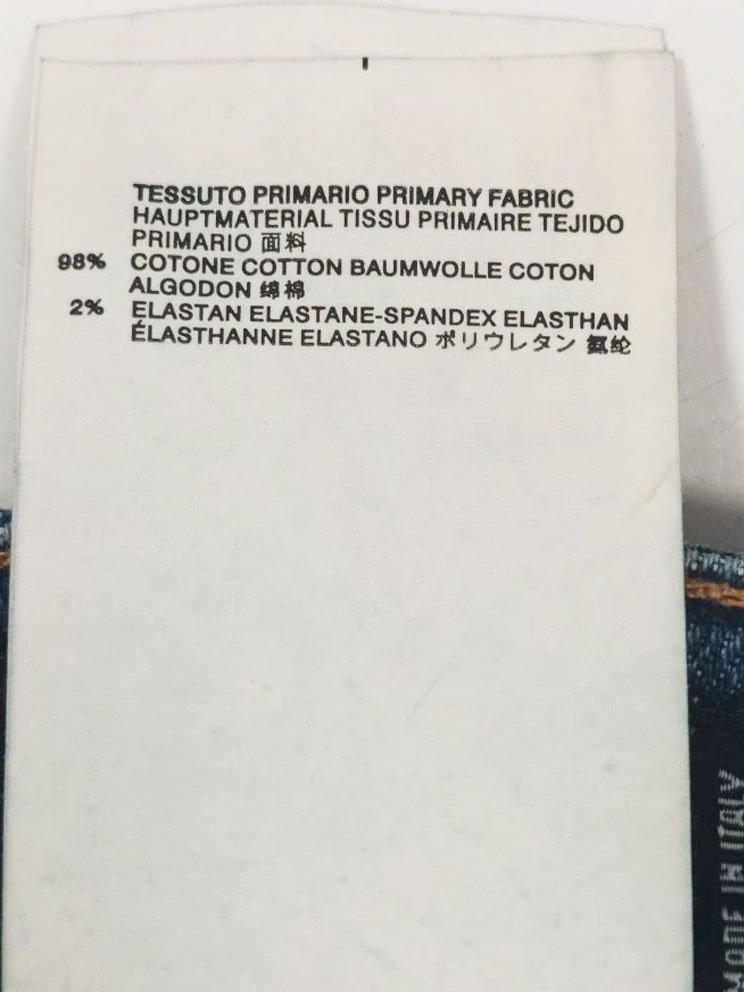 TESSUTO PRIMARIO PRIMARY FABRIC
HAUPTMATERIAL TISSU PRIMAIRE TEJIDO
PRIMARIO 面料
98% COTONE COTTON BAUMWOLLE COTON
ALGODON 绵棉
2% ELASTAN ELASTANE-SPANDEX ELASTHAN
ÉLASTHANNE ELASTANO ポリウレタン 氨纶
MADE IN ITALY